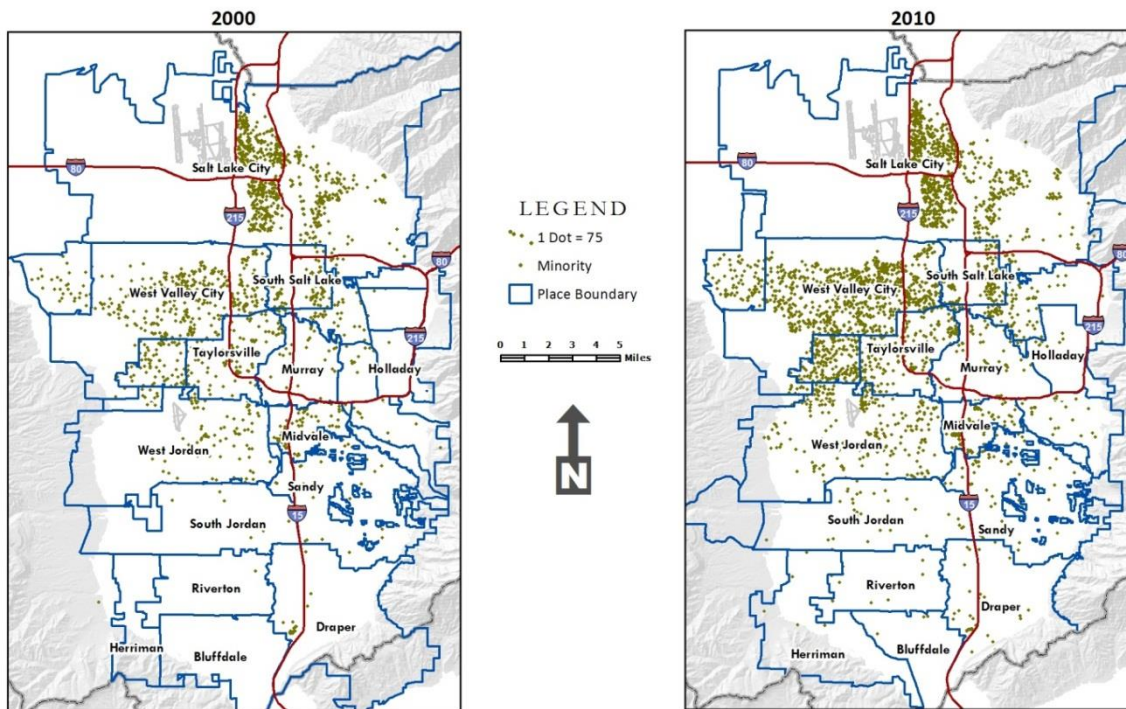 2000
Salt Lake City
80
215
80
South Salt Lake
West Valley City
215
Taylorsville
Murray
Holladay
Midvale
West Jordan
Sandy
15
South Jordan
Riverton
Draper
Herriman
Bluffdale
LEGEND
1 Dot = 75
Minority
Place Boundary
0 1 2 3 4 5
Miles
N
2010
Salt Lake City
80
215
80
South Salt Lake
West Valley City
215
Taylorsville
Holladay
Murray
Midvale
West Jordan
15
South Jordan
Sandy
Riverton
Draper
Herriman
Bluffdale